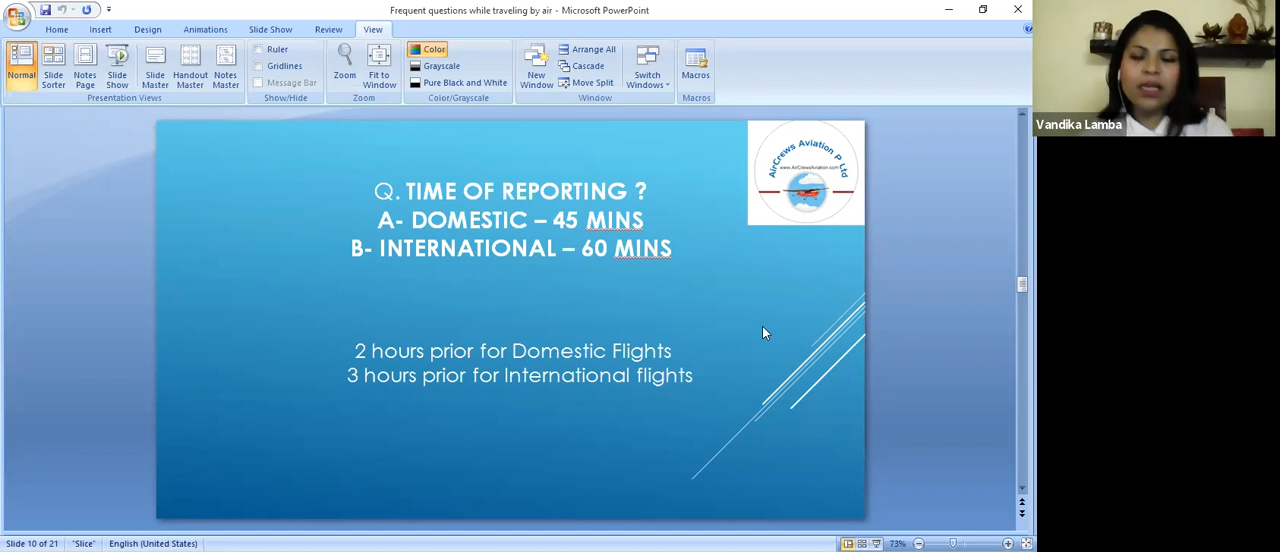 Frequent questions while traveling by air - Microsoft PowerPoint
Home Insert Design Animations Slide Show Review View
Normal
Slide Sorter
Notes Page
Slide Show
Slide Master
Handout Master
Notes Master
Presentation Views
Ruler
Gridlines
Message Bar
Show/Hide
Zoom
Fit to Window
Zoom
Color
Grayscale
Pure Black and White
Color/Grayscale
New Window
Arrange All
Cascade
Move Split
Switch Windows
Window
Macros
Macros
Vandika Lamba
AirCrews Aviation P Ltd
www.AirCrewsAviation.com
Q. TIME OF REPORTING ?
A- DOMESTIC – 45 MINS
B- INTERNATIONAL – 60 MINS
2 hours prior for Domestic Flights
3 hours prior for International flights
Slide 10 of 21 "Slice" English (United States) 73%